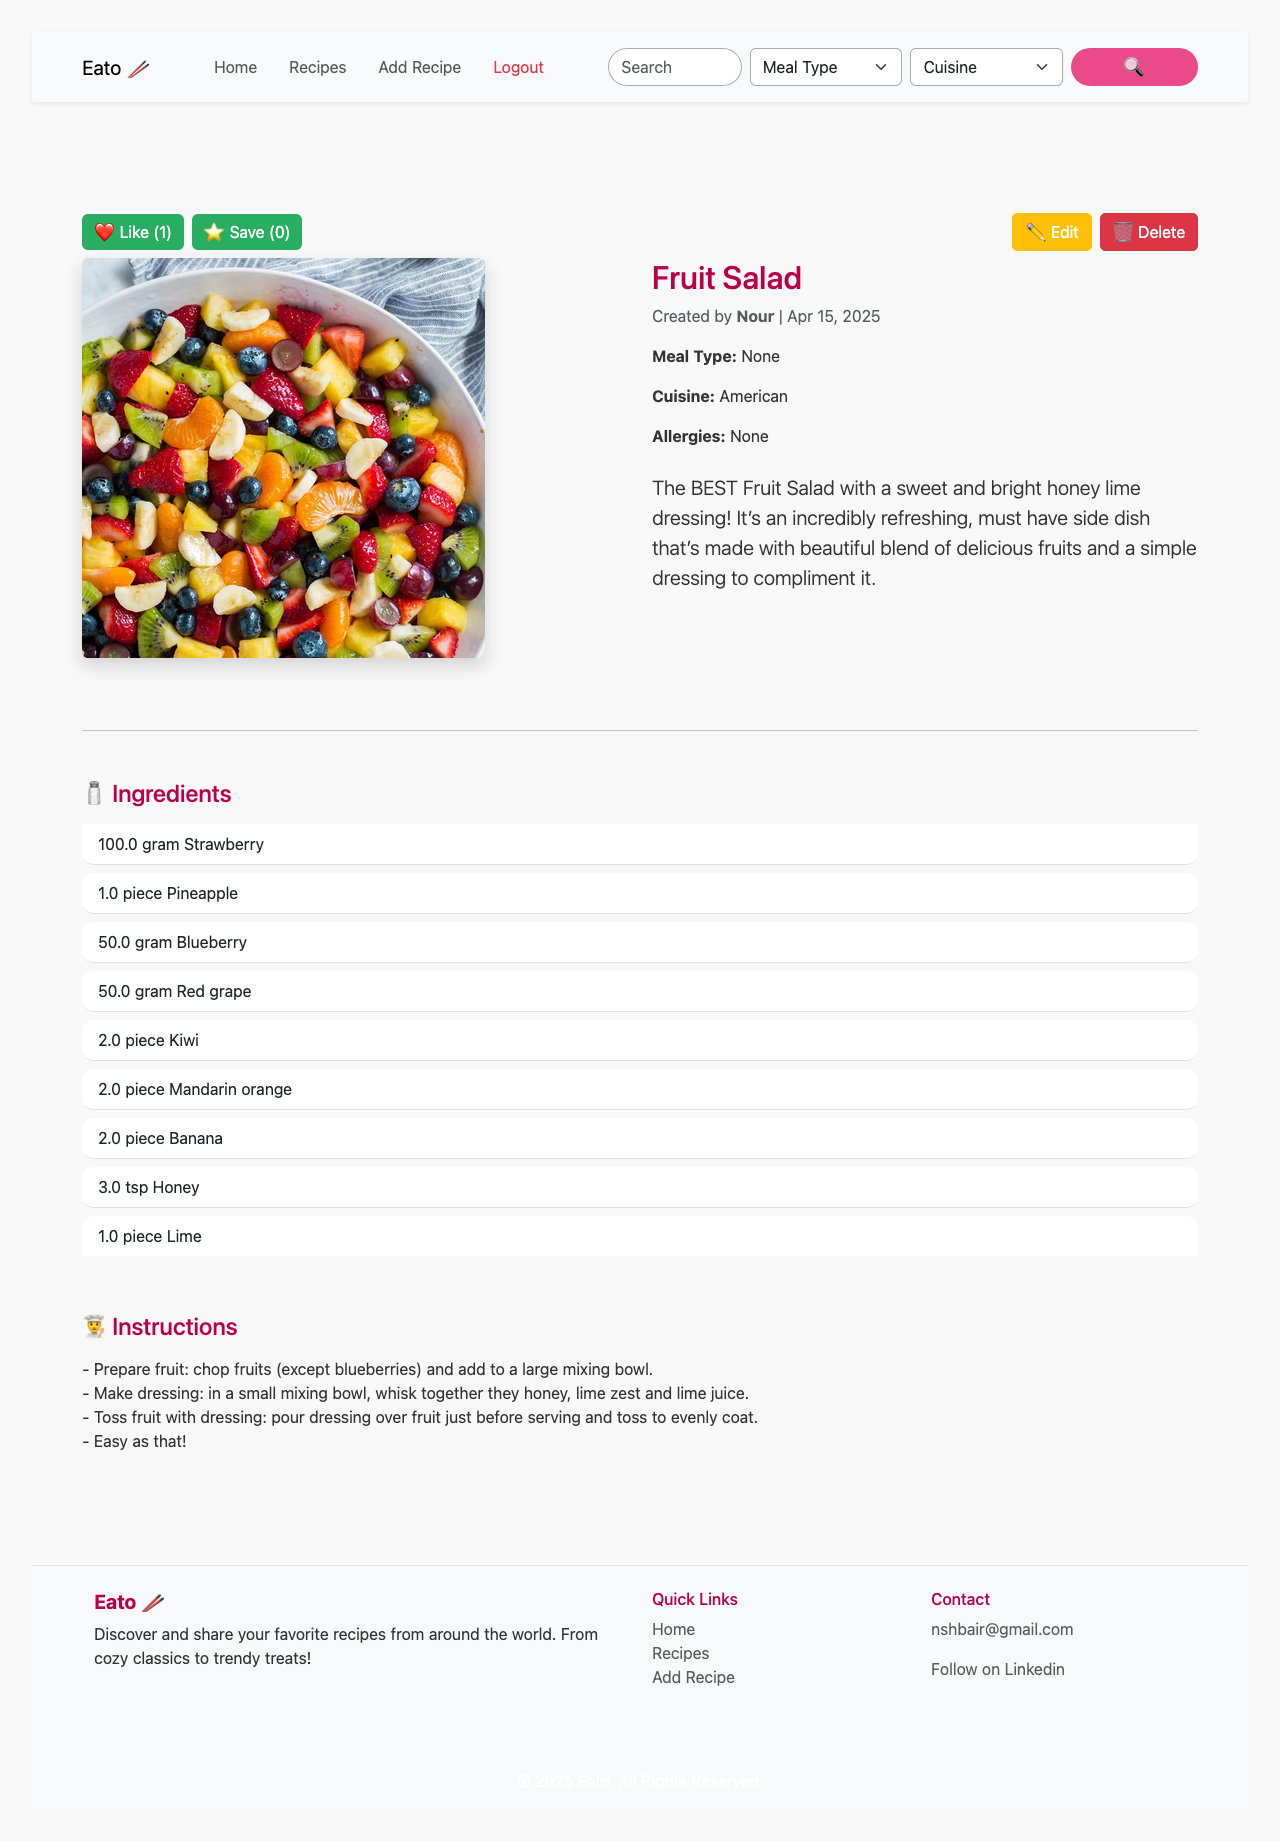 Eato 🥢
Home
Recipes
Add Recipe
Logout
Search
Meal Type
Cuisine
🔍
❤️ Like (1)
⭐ Save (0)
✏️ Edit
🗑️ Delete
Fruit Salad
Created by Nour | Apr 15, 2025
Meal Type: None
Cuisine: American
Allergies: None
The BEST Fruit Salad with a sweet and bright honey lime
dressing! It’s an incredibly refreshing, must have side dish
that’s made with beautiful blend of delicious fruits and a simple
dressing to compliment it.
🧂 Ingredients
100.0 gram Strawberry
1.0 piece Pineapple
50.0 gram Blueberry
50.0 gram Red grape
2.0 piece Kiwi
2.0 piece Mandarin orange
2.0 piece Banana
3.0 tsp Honey
1.0 piece Lime
👨‍🍳 Instructions
- Prepare fruit: chop fruits (except blueberries) and add to a large mixing bowl.
- Make dressing: in a small mixing bowl, whisk together they honey, lime zest and lime juice.
- Toss fruit with dressing: pour dressing over fruit just before serving and toss to evenly coat.
- Easy as that!
Eato 🥢
Discover and share your favorite recipes from around the world. From
cozy classics to trendy treats!
Quick Links
Home
Recipes
Add Recipe
Contact
nshbair@gmail.com
Follow on Linkedin
© 2025 Eato. All Rights Reserved.